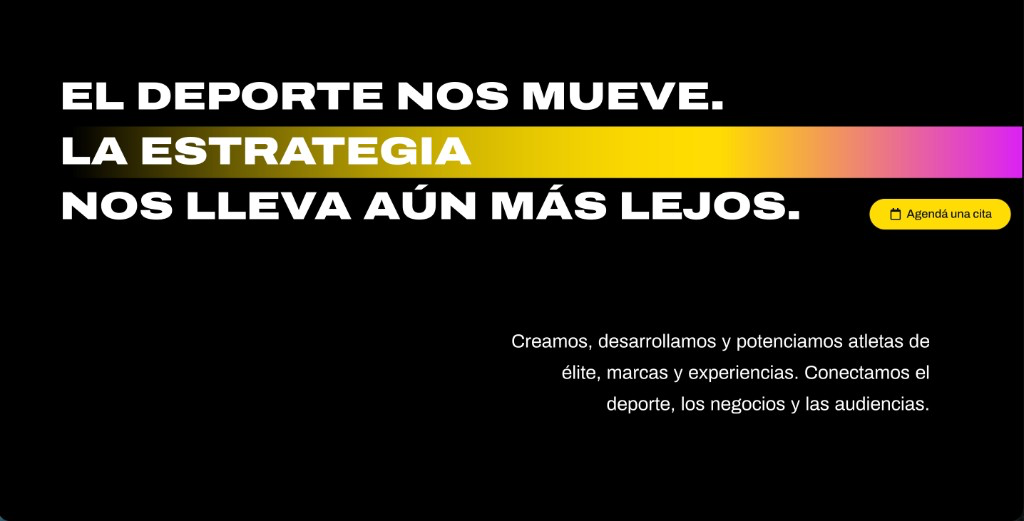 EL DEPORTE NOS MUEVE.
LA ESTRATEGIA
NOS LLEVA AÚN MÁS LEJOS.
Agendá una cita
Creamos, desarrollamos y potenciamos atletas de
élite, marcas y experiencias. Conectamos el
deporte, los negocios y las audiencias.